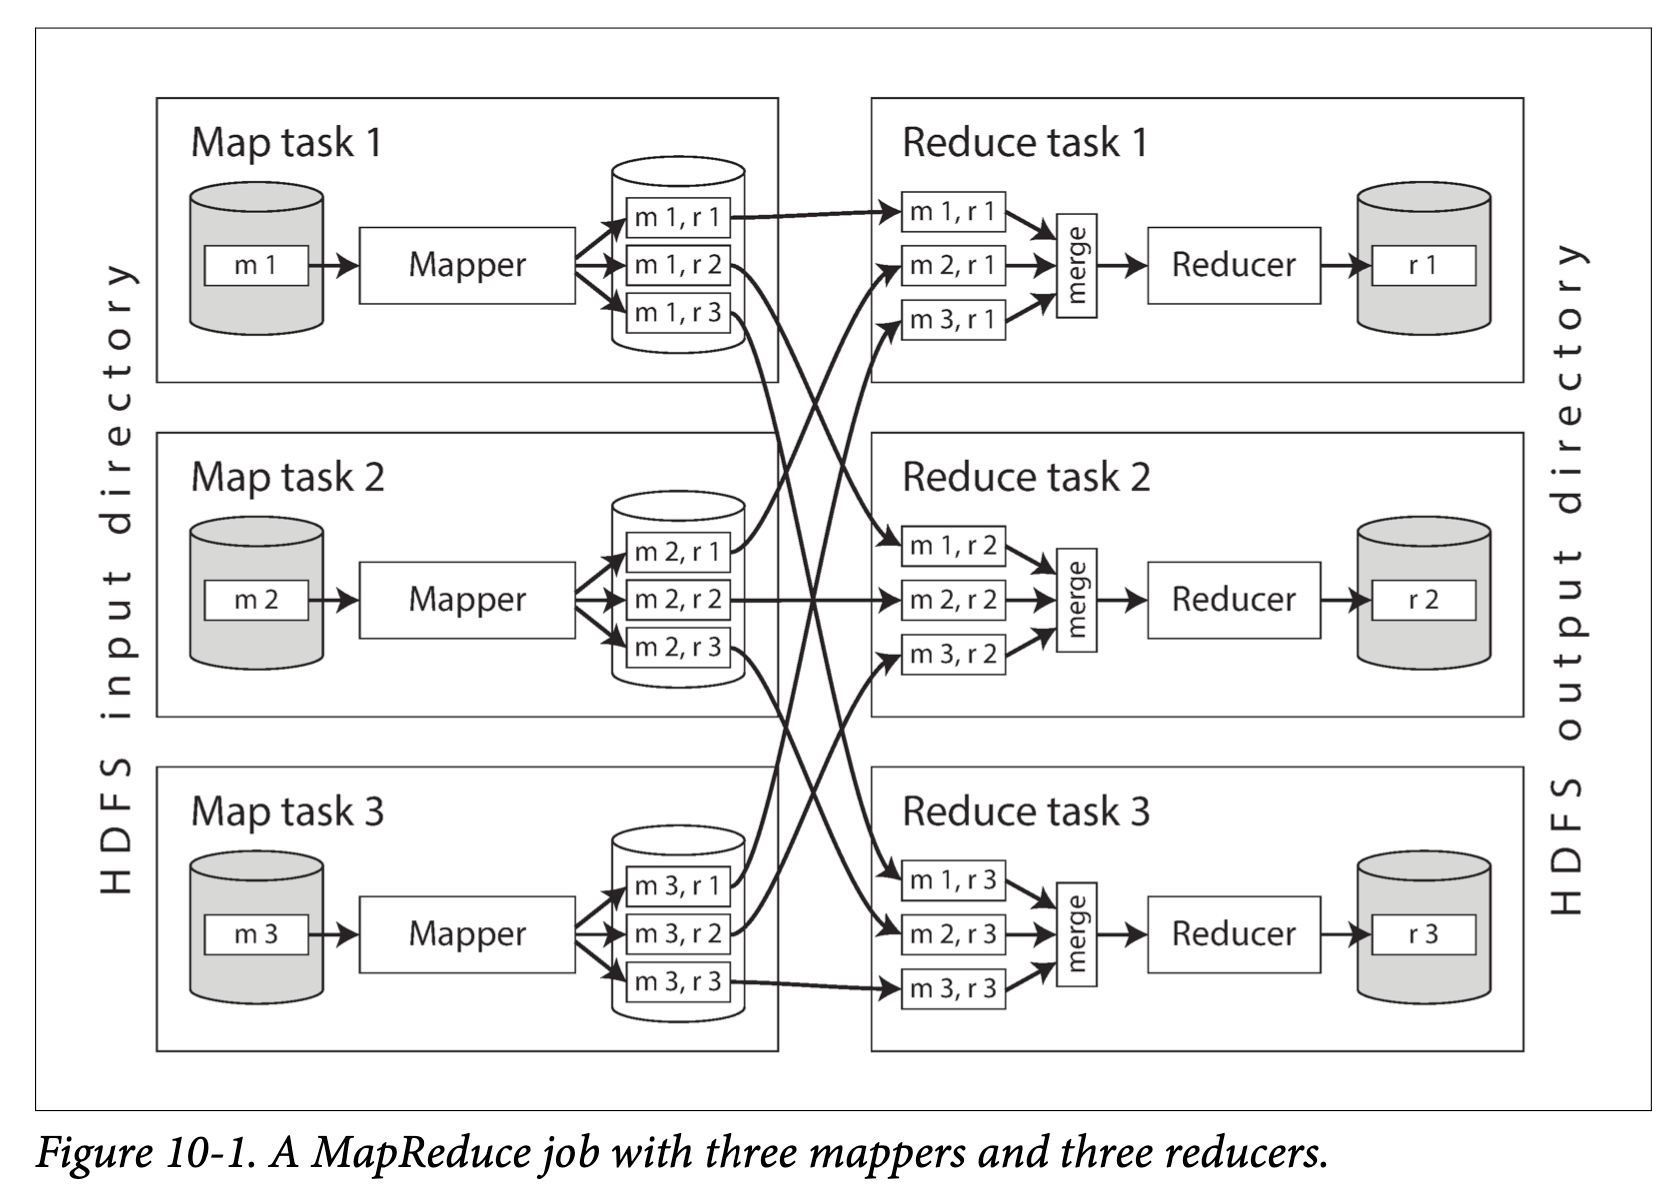 HDFS input directory
Map task 1
m 1
Mapper
m 1, r 1
m 1, r 2
m 1, r 3
Map task 2
m 2
Mapper
m 2, r 1
m 2, r 2
m 2, r 3
Map task 3
m 3
Mapper
m 3, r 1
m 3, r 2
m 3, r 3
Reduce task 1
m 1, r 1
m 2, r 1
m 3, r 1
merge
Reducer
r 1
Reduce task 2
m 1, r 2
m 2, r 2
m 3, r 2
merge
Reducer
r 2
Reduce task 3
m 1, r 3
m 2, r 3
m 3, r 3
merge
Reducer
r 3
HDFS output directory
Figure 10-1. A MapReduce job with three mappers and three reducers.